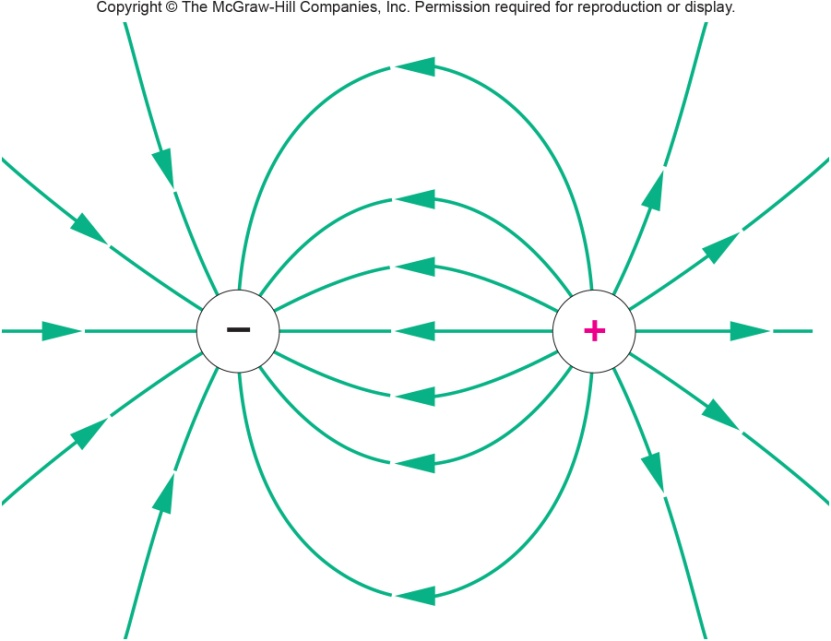 Copyright © The McGraw-Hill Companies, Inc. Permission required for reproduction or display.
− +